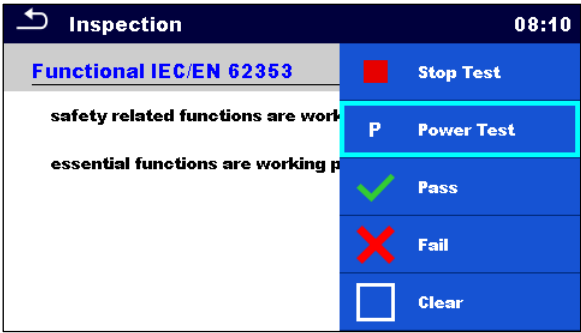 Inspection 08:10
Functional IEC/EN 62353
safety related functions are
essential functions are working
Stop Test
P Power Test
Pass
Fail
Clear